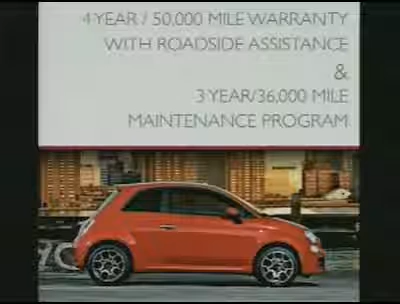 4 YEAR / 50,000 MILE WARRANTY
WITH ROADSIDE ASSISTANCE
&
3 YEAR/36,000 MILE
MAINTENANCE PROGRAM